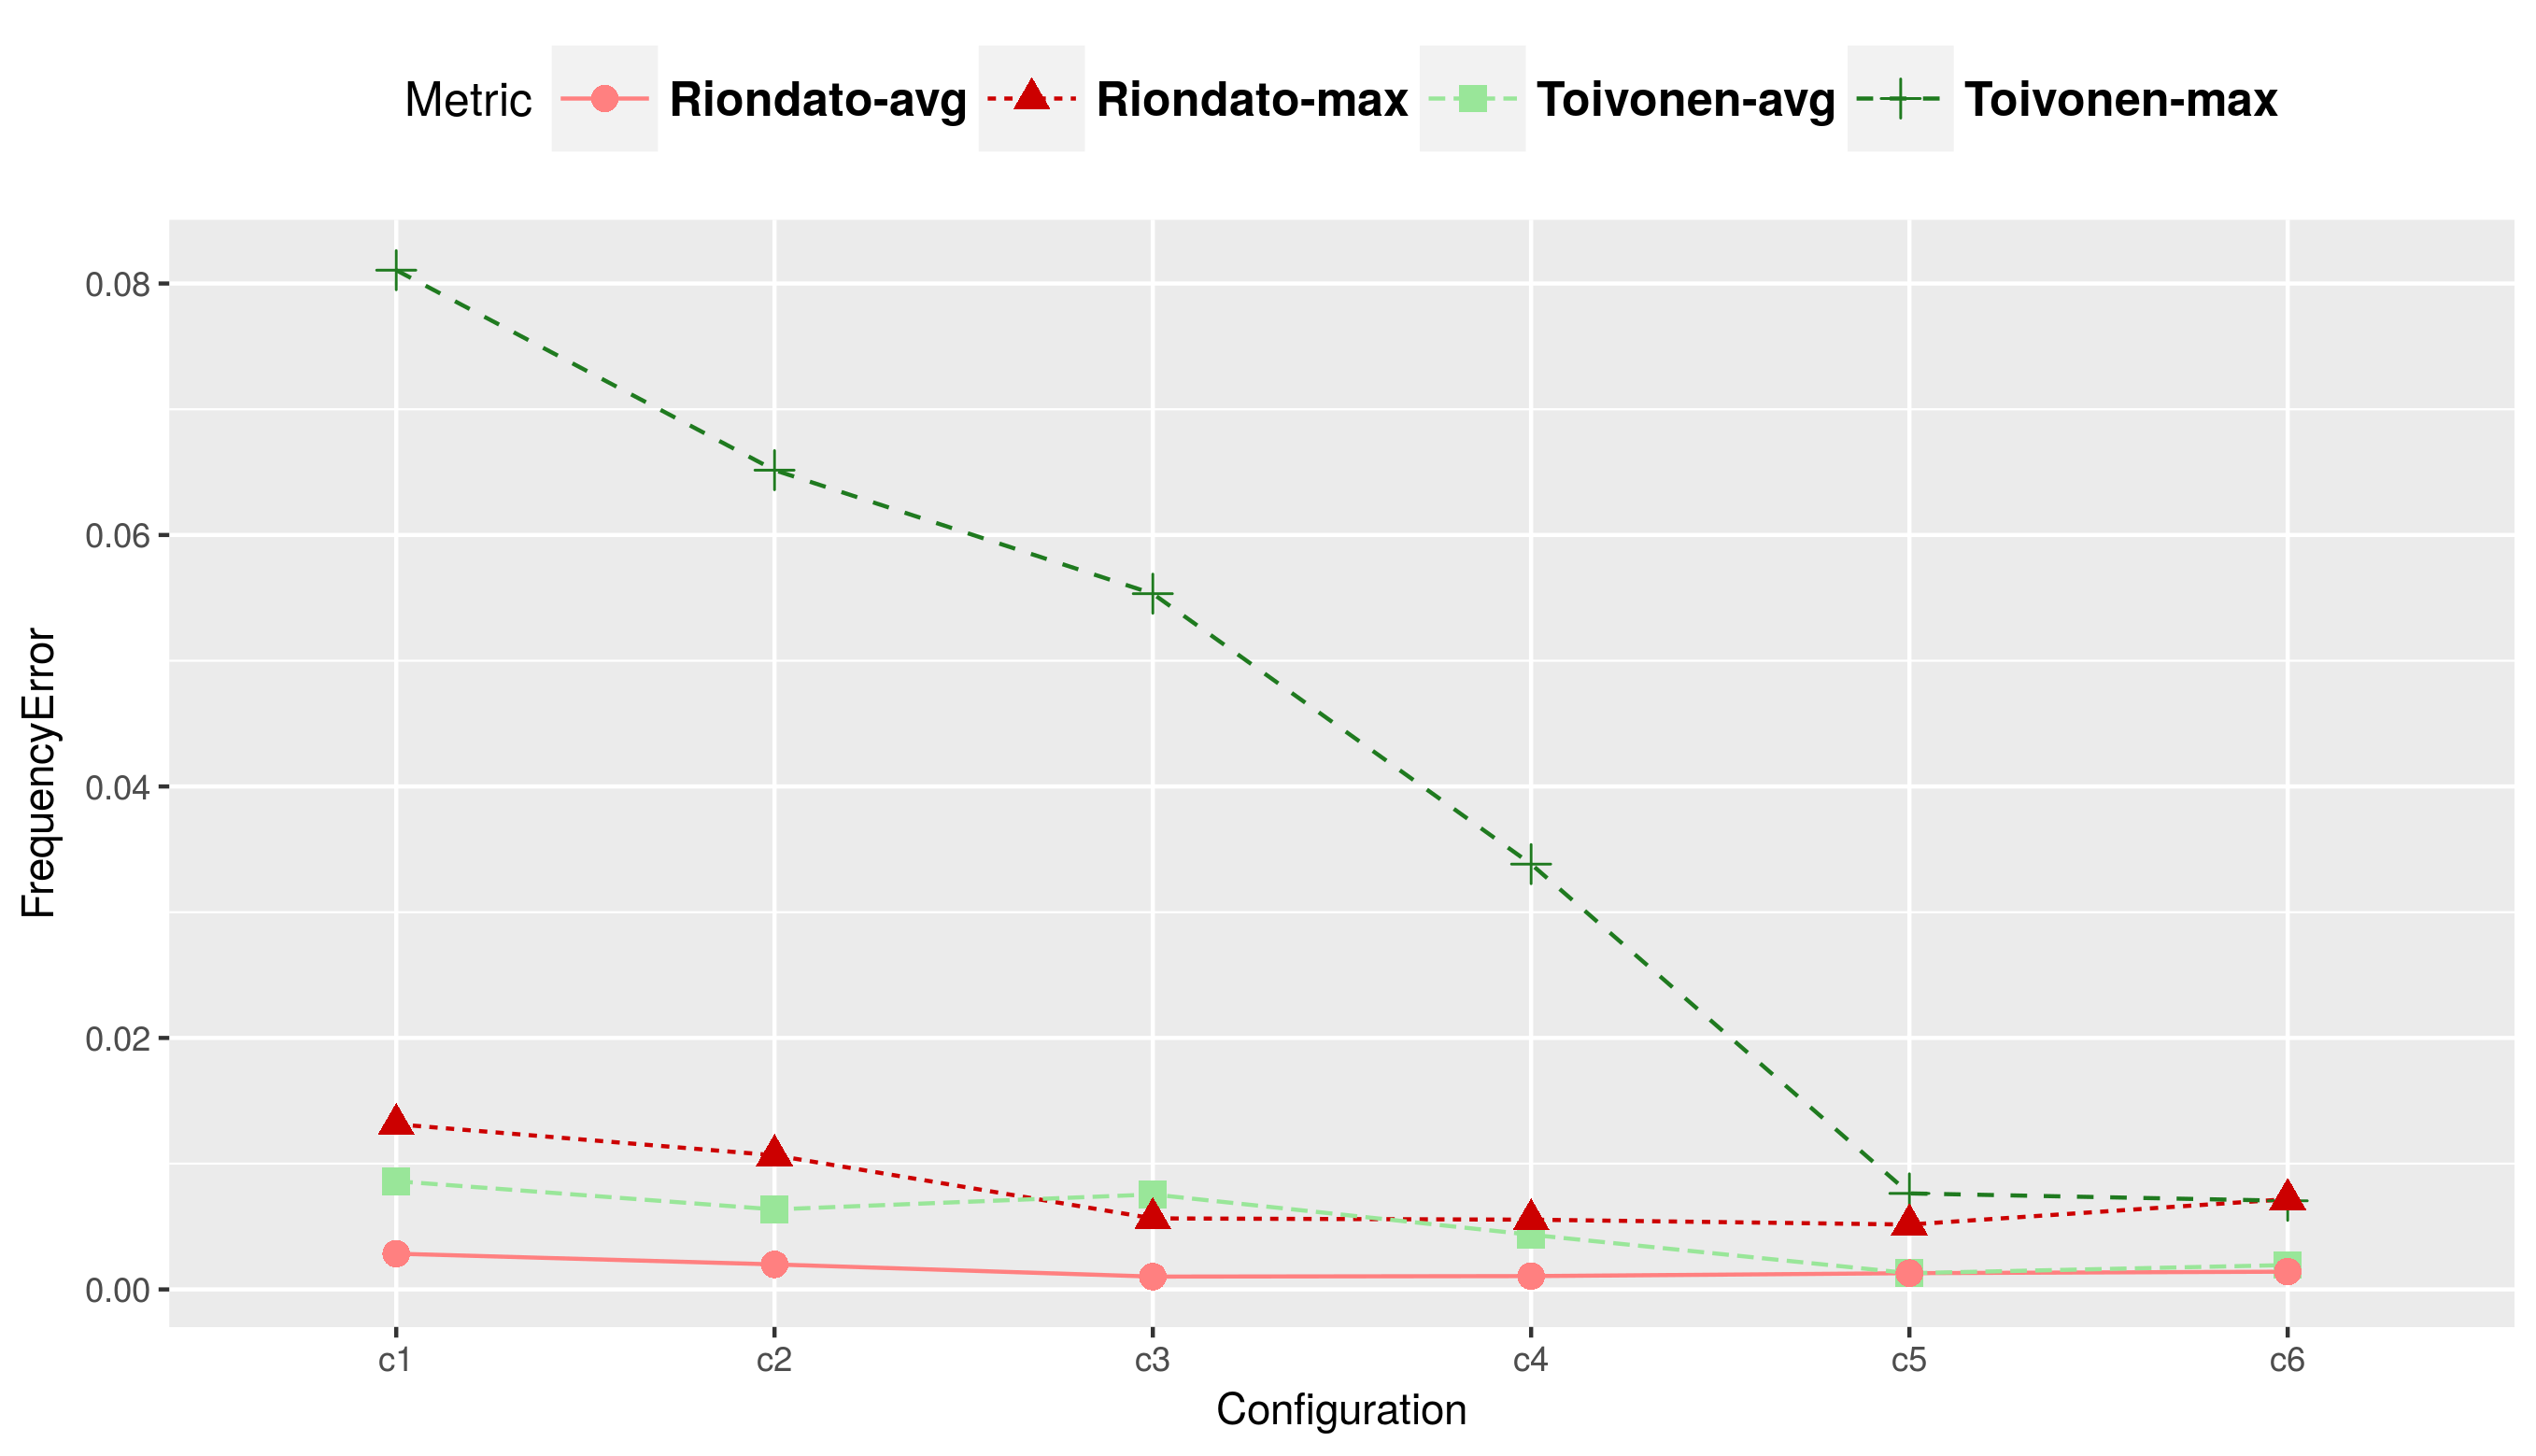 Metric Riondato-avg Riondato-max Toivonen-avg Toivonen-max
FrequencyError
0.08
0.06
0.04
0.02
0.00
c1 c2 c3 c4 c5 c6
Configuration